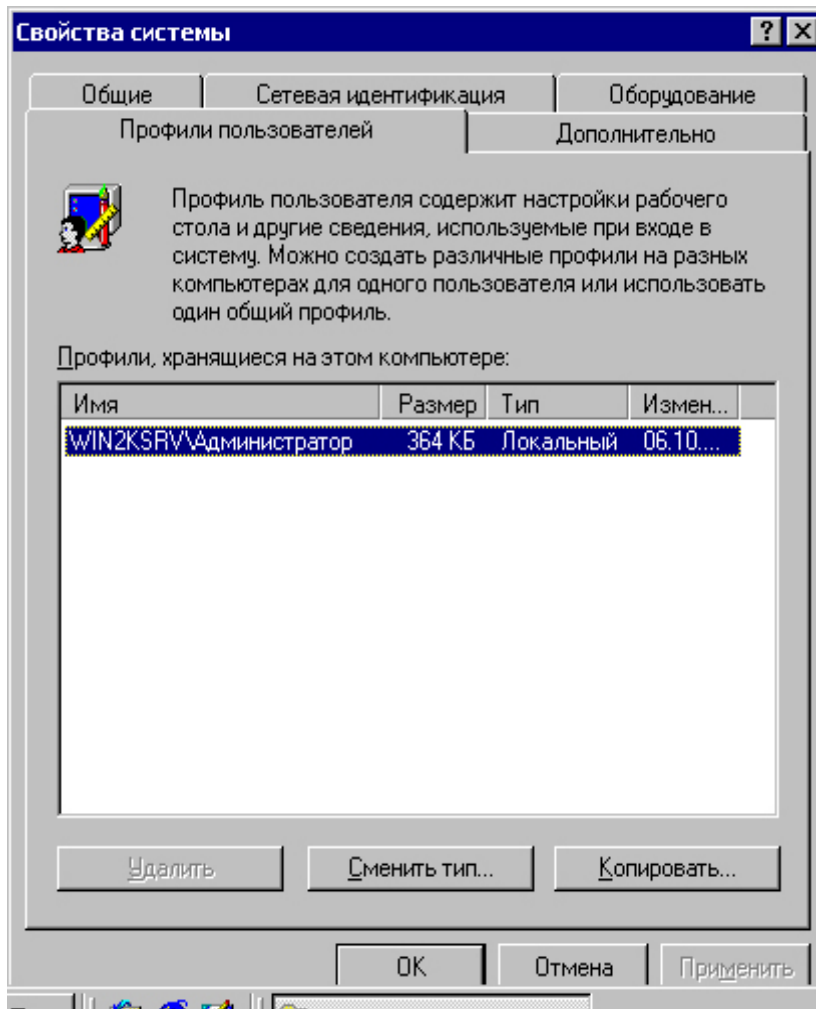 Свойства системы
Общие
Сетевая идентификация
Оборудование
Профили пользователей
Дополнительно
Профиль пользователя содержит настройки рабочего
стола и другие сведения, используемые при входе в
систему. Можно создать различные профили на разных
компьютерах для одного пользователя или использовать
один общий профиль.
Профили, хранящиеся на этом компьютере:
Имя Размер Тип Измен...
WIN2KSRV\Администратор 364 КБ Локальный 06.10....
Удалить
Сменить тип...
Копировать...
OK
Отмена
Применить